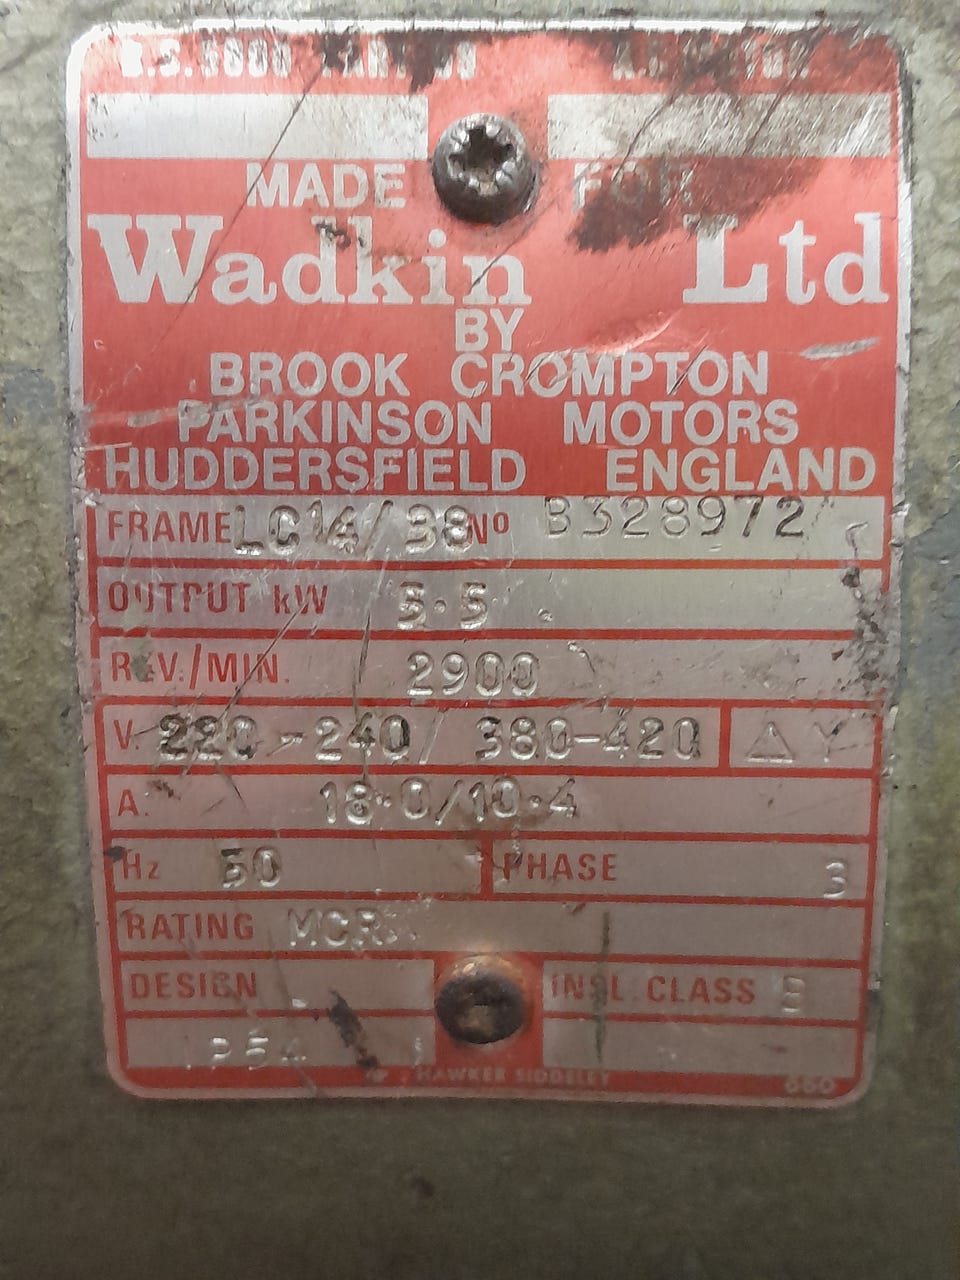 B.S.5000
MADE FOR
Wadkin Ltd
BY
BROOK CROMPTON
PARKINSON MOTORS
HUDDERSFIELD ENGLAND
FRAME LC14/38 Nº B328972
OUTPUT kW 5.5
REV./MIN. 2900
V. 220-240/380-420 △ Y
A. 18.0/10.4
Hz 50 PHASE 3
RATING MCR
DESIGN INSL. CLASS B
HAWKER SIDDELEY